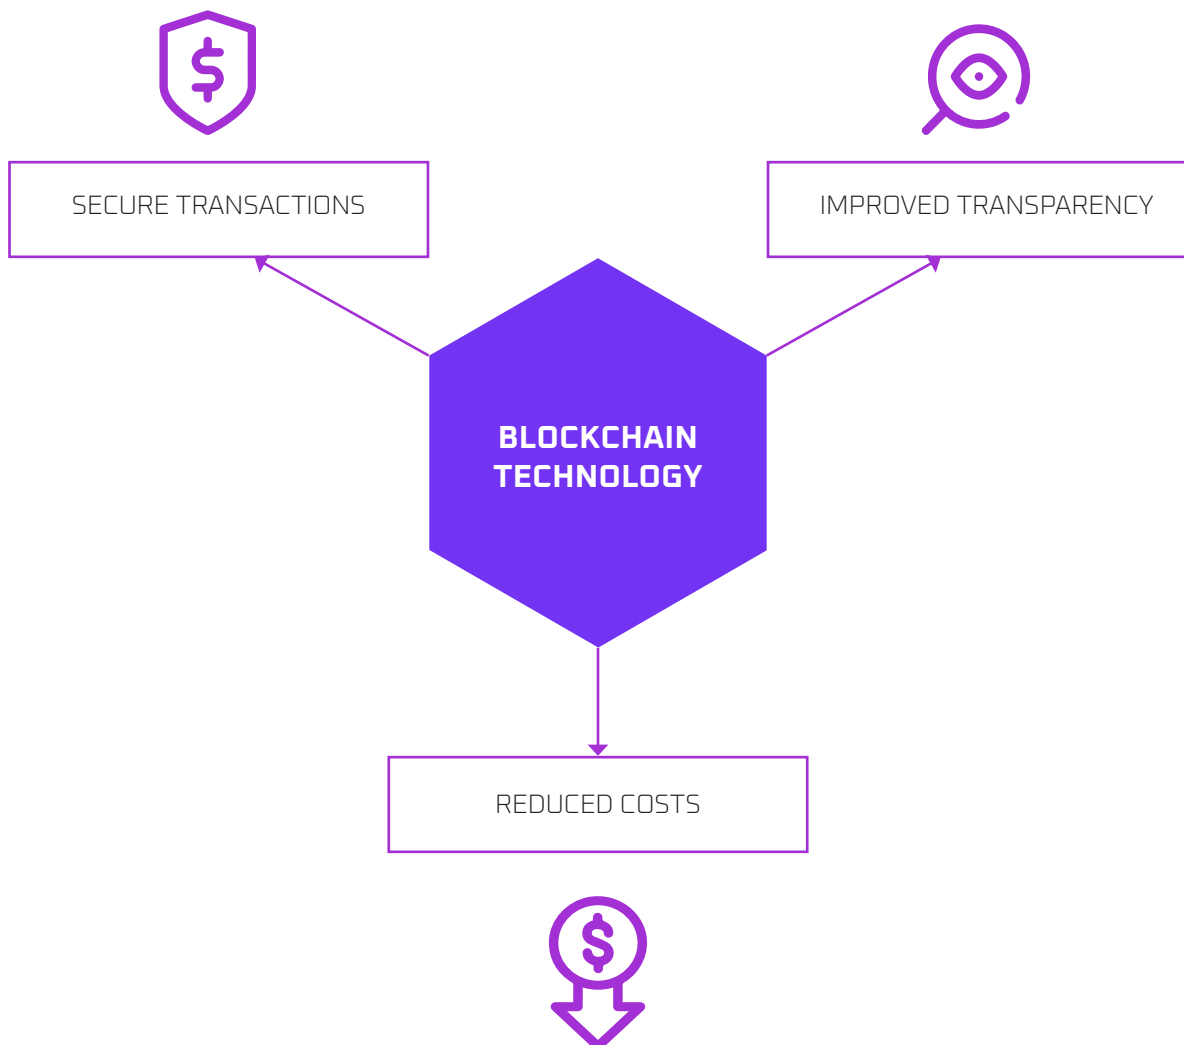 SECURE TRANSACTIONS
IMPROVED TRANSPARENCY
BLOCKCHAIN
TECHNOLOGY
REDUCED COSTS